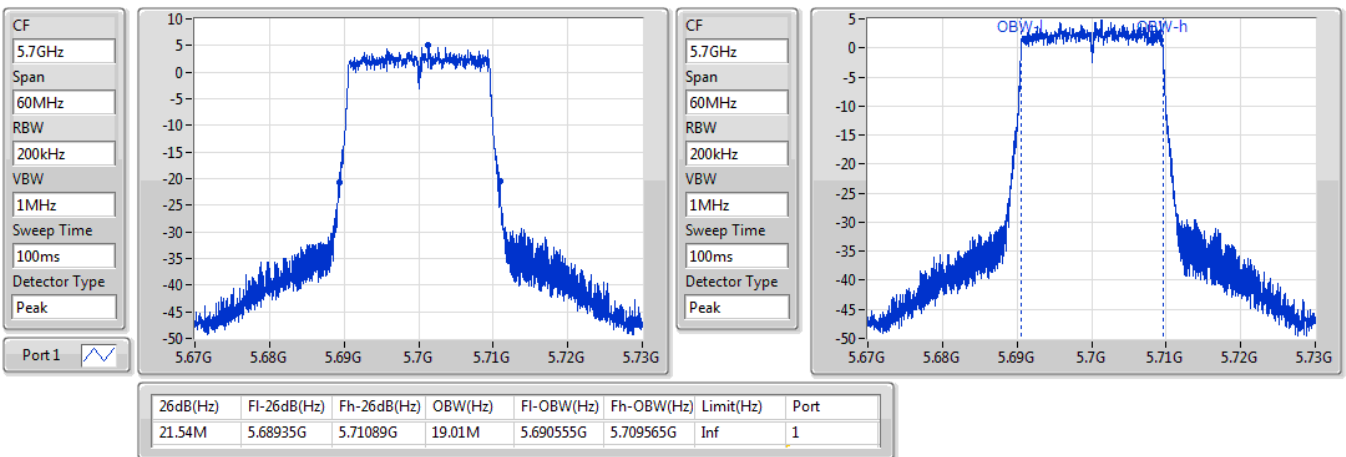 CF
5.7GHz
Span
60MHz
RBW
200kHz
VBW
1MHz
Sweep Time
100ms
Detector Type
Peak
Port 1
10
5
0
-5
-10
-15
-20
-25
-30
-35
-40
-45
-50
5.67G 5.68G 5.69G 5.7G 5.71G 5.72G 5.73G
CF
5.7GHz
Span
60MHz
RBW
200kHz
VBW
1MHz
Sweep Time
100ms
Detector Type
Peak
OBW-l OBW-h
5
0
-5
-10
-15
-20
-25
-30
-35
-40
-45
-50
5.67G 5.68G 5.69G 5.7G 5.71G 5.72G 5.73G
26dB(Hz) Fl-26dB(Hz) Fh-26dB(Hz) OBW(Hz) Fl-OBW(Hz) Fh-OBW(Hz) Limit(Hz) Port
21.54M 5.68935G 5.71089G 19.01M 5.690555G 5.709565G Inf 1